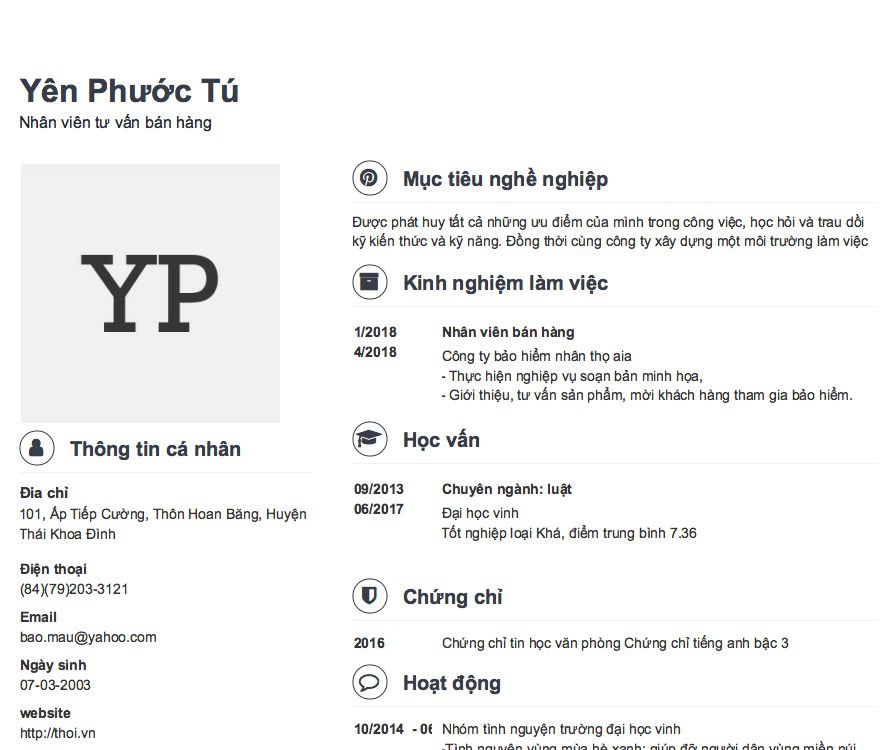 Yên Phước Tú
Nhân viên tư vấn bán hàng
YP
Thông tin cá nhân
Đia chỉ
101, Ấp Tiếp Cường, Thôn Hoan Băng, Huyện
Thái Khoa Đình
Điện thoại
(84)(79)203-3121
Email
bao.mau@yahoo.com
Ngày sinh
07-03-2003
website
http://thoi.vn
Mục tiêu nghề nghiệp
Được phát huy tất cả những ưu điểm của mình trong công việc, học hỏi và trau dồi
kỹ kiến thức và kỹ năng. Đồng thời cùng công ty xây dựng một môi trường làm việc
Kinh nghiệm làm việc
1/2018
4/2018
Nhân viên bán hàng
Công ty bảo hiểm nhân thọ aia
- Thực hiện nghiệp vụ soạn bản minh họa,
- Giới thiệu, tư vấn sản phẩm, mời khách hàng tham gia bảo hiểm.
Học vấn
09/2013
06/2017
Chuyên ngành: luật
Đại học vinh
Tốt nghiệp loại Khá, điểm trung bình 7.36
Chứng chỉ
2016
Chứng chỉ tin học văn phòng Chứng chỉ tiếng anh bậc 3
Hoạt động
10/2014 - 06
Nhóm tình nguyện trường đại học vinh
-Tình nguyện vùng mùa hè xanh: giúp đỡ người dân vùng miền núi